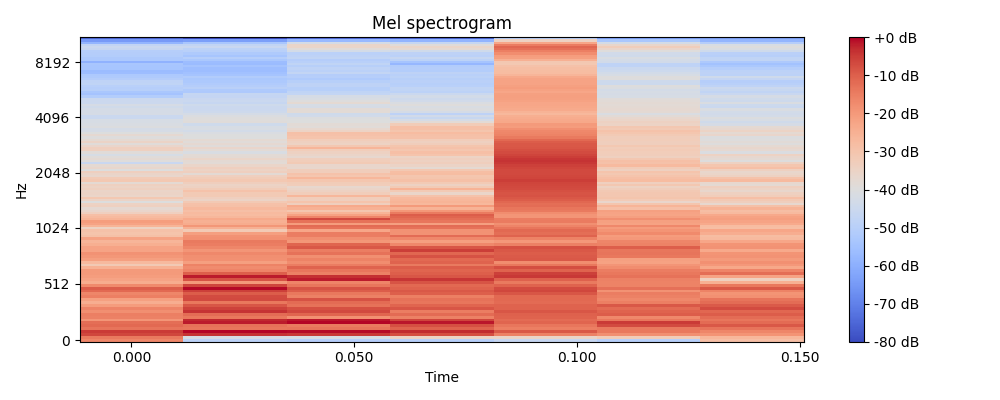 Mel spectrogram
Hz
8192
4096
2048
1024
512
0
0.000
0.050
0.100
0.150
Time
+0 dB
-10 dB
-20 dB
-30 dB
-40 dB
-50 dB
-60 dB
-70 dB
-80 dB